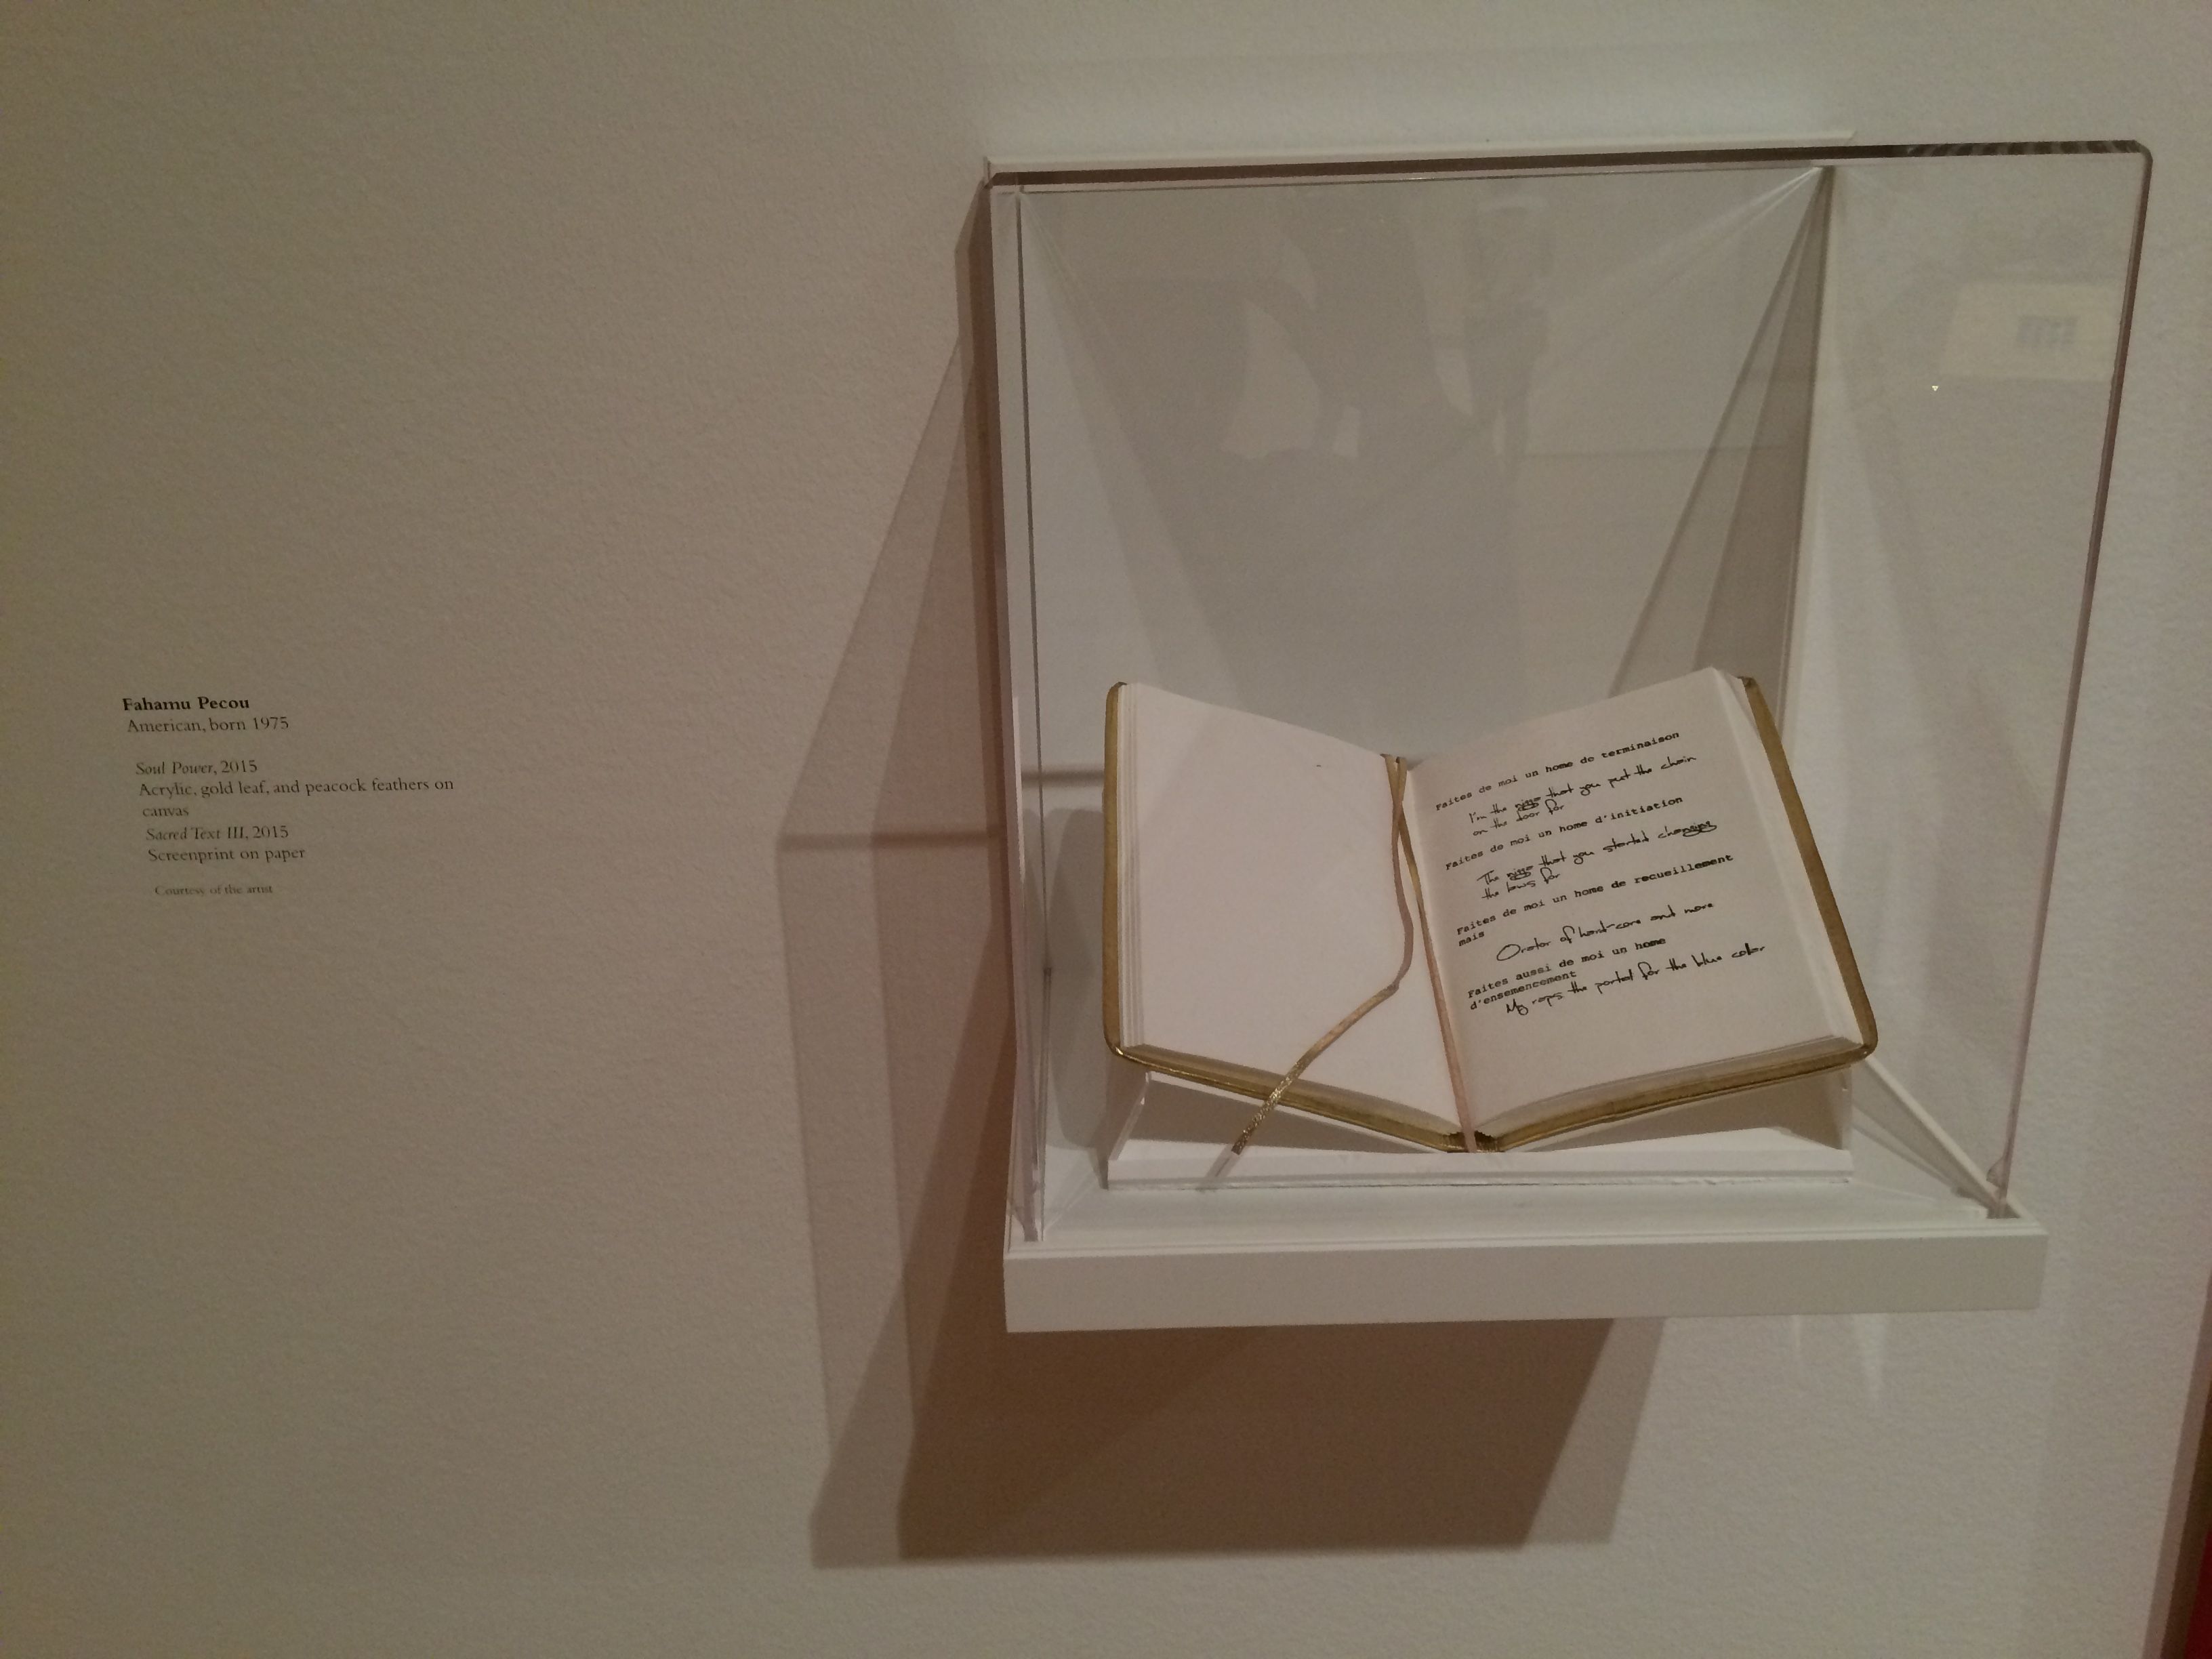 Fahamu Pecou
American, born 1975
Soul Power, 2015
Acrylic, gold leaf, and peacock feathers on
canvas
Sacred Text III, 2015
Screenprint on paper
Courtesy of the artist
Faites de moi un home de terminaison
I'm the that you put the chain
on the door for
Faites de moi un home d'initiation
The that you started changing
the laws for
Faites de moi un home de recueillement
mais
Orator of hard-core and more
Faites aussi de moi un home
d'ensemencement
My raps the portal for the blue collar